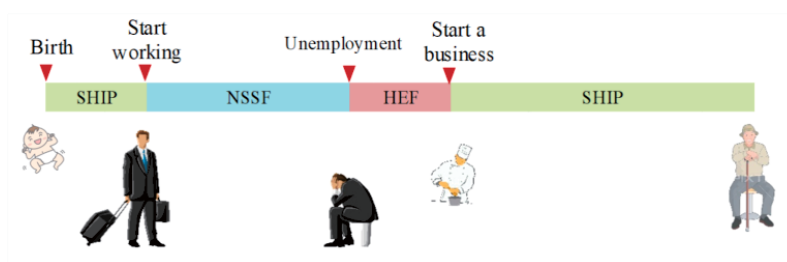 Birth
Start
working
Unemployment
Start a
business
SHIP
NSSF
HEF
SHIP